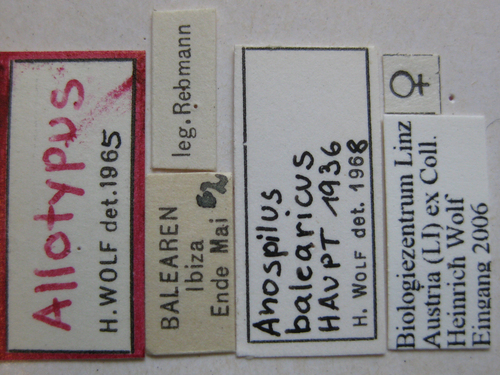 Allotypus
H. WOLF det. 1965
leg. Rebmann
BALEAREN
Ibiza
Ende Mai 62
Anospilus
balearicus
HAUPT 1936
H. WOLF det. 1968
♀
Biologiezentrum Linz
Austria (LI) ex Coll.
Heinrich Wolf
Eingang 2006